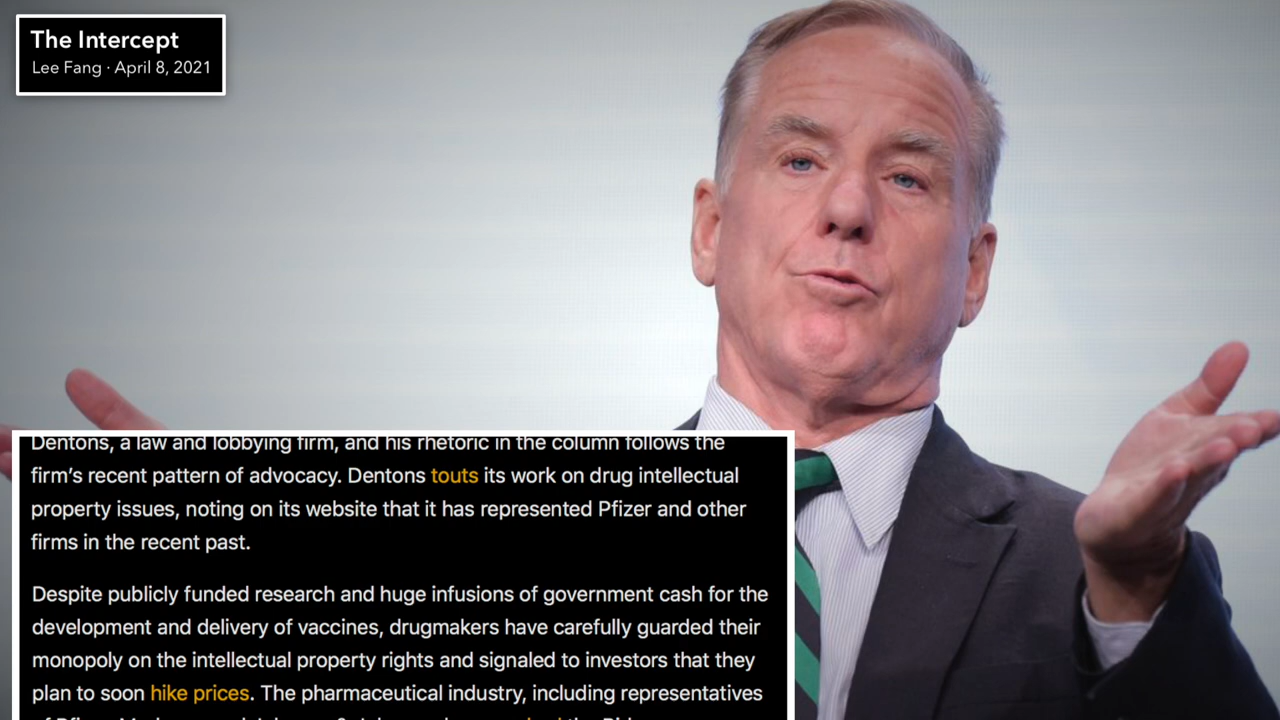 The Intercept
Lee Fang · April 8, 2021
Dentons, a law and lobbying firm, and his rhetoric in the column follows the
firm's recent pattern of advocacy. Dentons touts its work on drug intellectual
property issues, noting on its website that it has represented Pfizer and other
firms in the recent past.
Despite publicly funded research and huge infusions of government cash for the
development and delivery of vaccines, drugmakers have carefully guarded their
monopoly on the intellectual property rights and signaled to investors that they
plan to soon hike prices. The pharmaceutical industry, including representatives